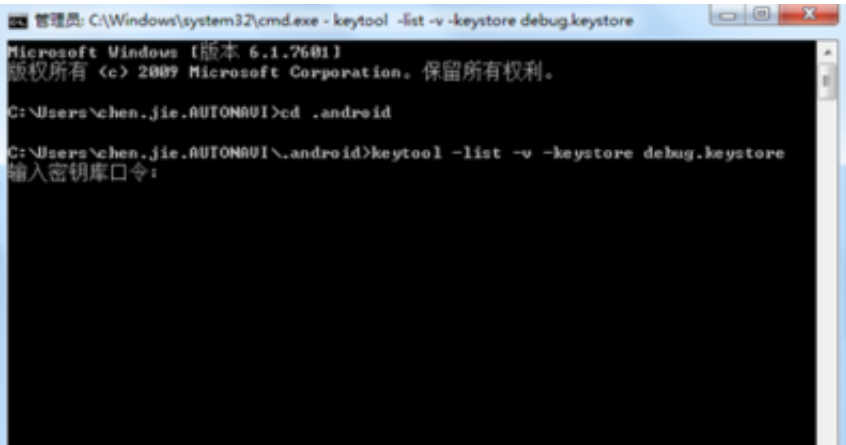 管理员: C:\Windows\system32\cmd.exe - keytool -list -v -keystore debug.keystore
Microsoft Windows [版本 6.1.7601]
版权所有 <c> 2009 Microsoft Corporation。保留所有权利。
C:\Users\chen.jie.AUTONAVI>cd .android
C:\Users\chen.jie.AUTONAVI\.android>keytool -list -v -keystore debug.keystore
输入密钥库口令: